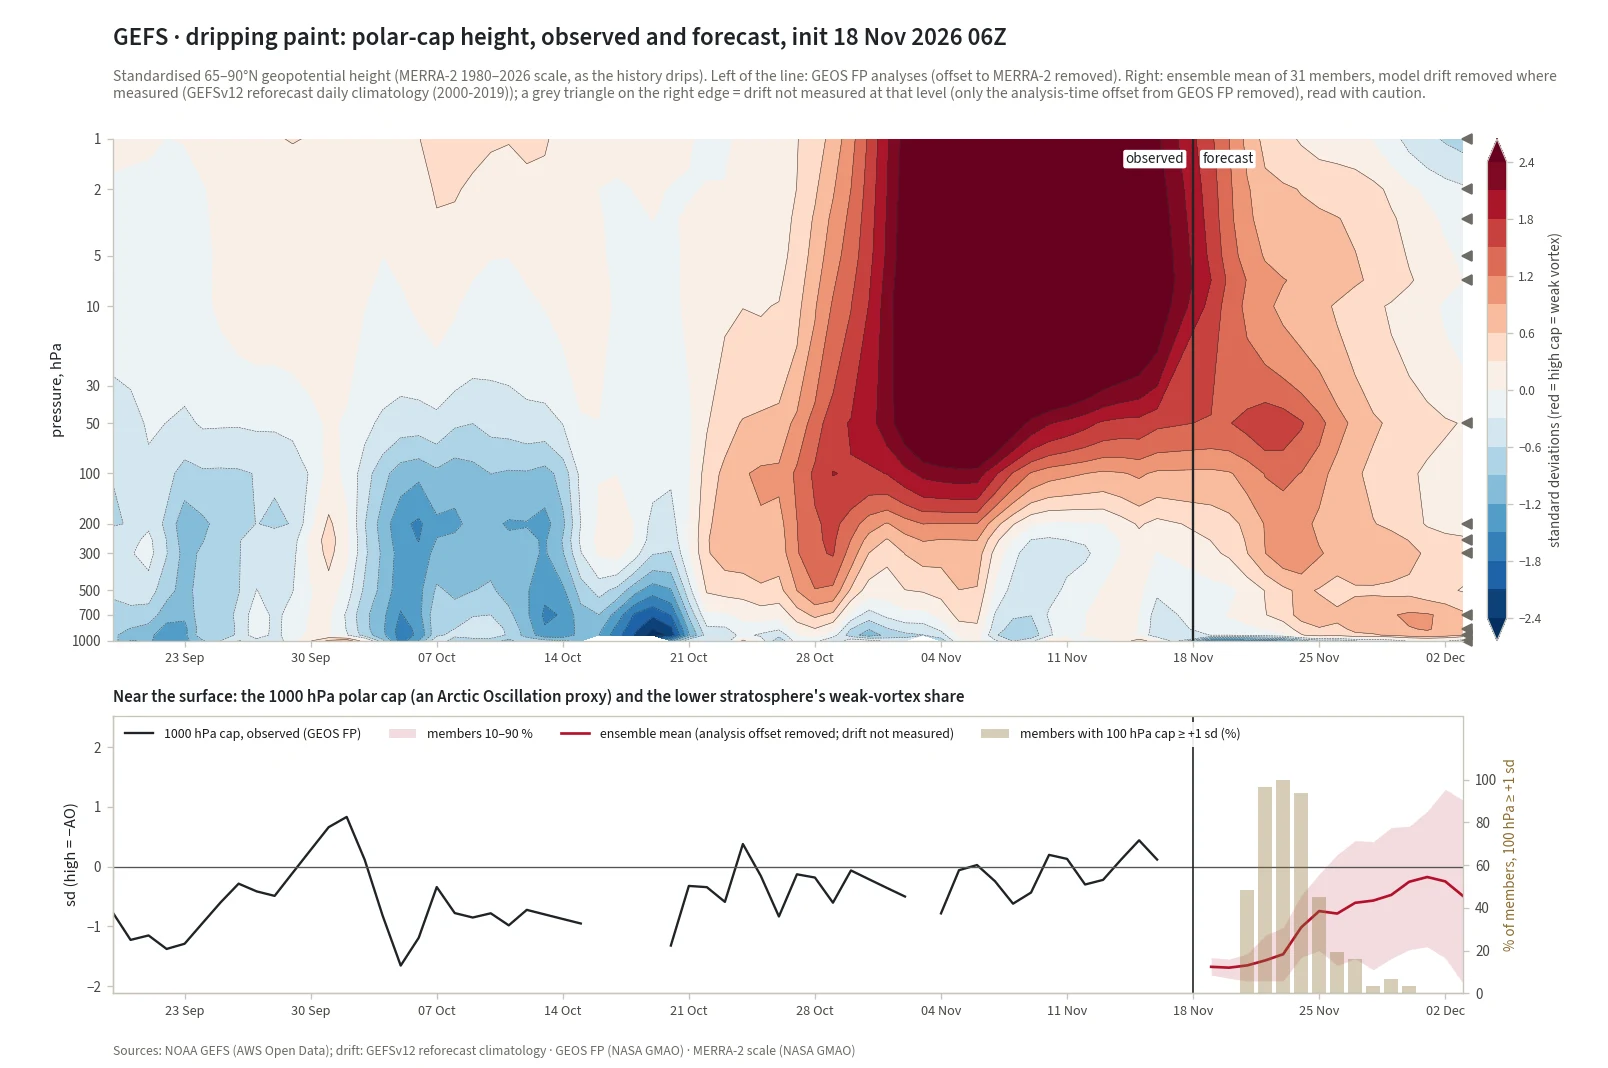 GEFS · dripping paint: polar-cap height, observed and forecast, init 18 Nov 2026 06Z
Standardised 65–90°N geopotential height (MERRA-2 1980–2026 scale, as the history drips). Left of the line: GEOS FP analyses (offset to MERRA-2 removed). Right: ensemble mean of 31 members, model drift removed where
measured (GEFSv12 reforecast daily climatology (2000-2019)); a grey triangle on the right edge = drift not measured at that level (only the analysis-time offset from GEOS FP removed), read with caution.
pressure, hPa
1
2
5
10
30
50
100
200
300
500
700
1000
observed
forecast
23 Sep
30 Sep
07 Oct
14 Oct
21 Oct
28 Oct
04 Nov
11 Nov
18 Nov
25 Nov
02 Dec
2.4
1.8
1.2
0.6
0.0
−0.6
−1.2
−1.8
−2.4
standard deviations (red = high cap = weak vortex)
Near the surface: the 1000 hPa polar cap (an Arctic Oscillation proxy) and the lower stratosphere's weak-vortex share
1000 hPa cap, observed (GEOS FP)
members 10–90 %
ensemble mean (analysis offset removed; drift not measured)
members with 100 hPa cap ≥ +1 sd (%)
sd (high = −AO)
2
1
0
−1
−2
23 Sep
30 Sep
07 Oct
14 Oct
21 Oct
28 Oct
04 Nov
11 Nov
18 Nov
25 Nov
02 Dec
100
80
60
40
20
0
% of members, 100 hPa ≥ +1 sd
Sources: NOAA GEFS (AWS Open Data); drift: GEFSv12 reforecast climatology · GEOS FP (NASA GMAO) · MERRA-2 scale (NASA GMAO)